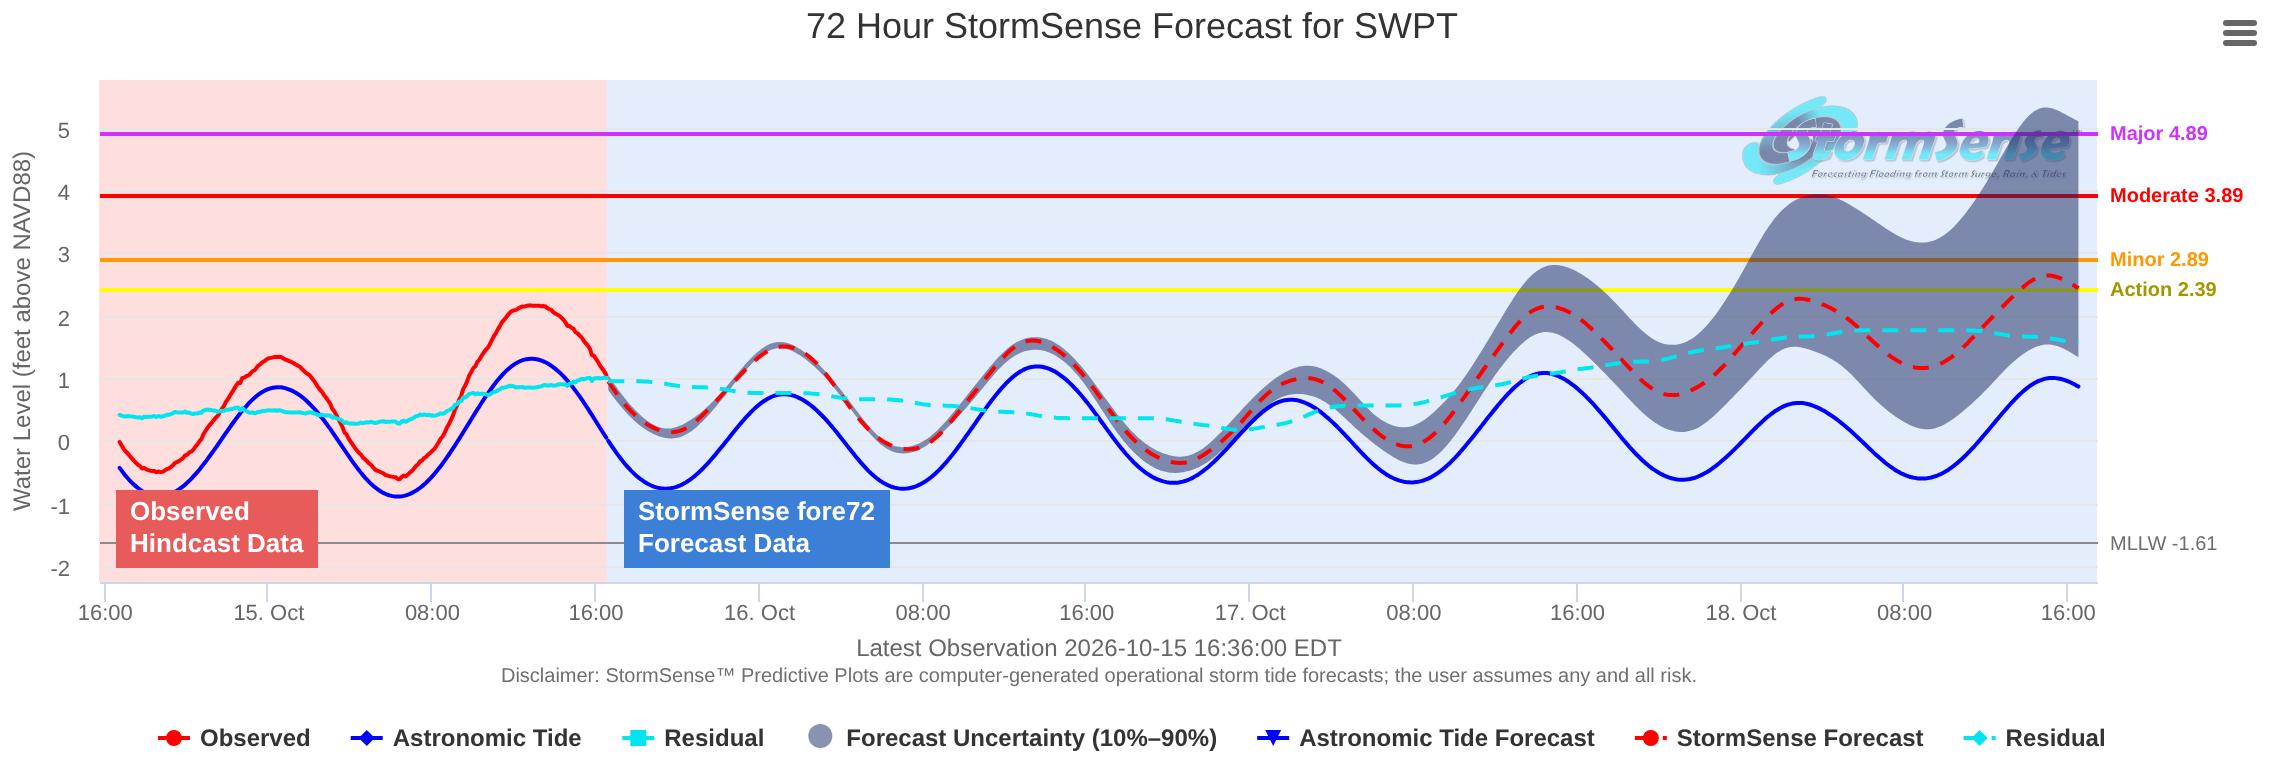 72 Hour StormSense Forecast for SWPT
Water Level (feet above NAVD88)
5
4
3
2
1
0
-1
-2
StormSense
Forecasting Flooding from Storm Surge, Rain, & Tides
Major 4.89
Moderate 3.89
Minor 2.89
Action 2.39
MLLW -1.61
Observed
Hindcast Data
StormSense fore72
Forecast Data
16:00 15. Oct 08:00 16:00 16. Oct 08:00 16:00 17. Oct 08:00 16:00 18. Oct 08:00 16:00
Latest Observation 2026-10-15 16:36:00 EDT
Disclaimer: StormSense™ Predictive Plots are computer-generated operational storm tide forecasts; the user assumes any and all risk.
Observed Astronomic Tide Residual Forecast Uncertainty (10%–90%) Astronomic Tide Forecast StormSense Forecast Residual